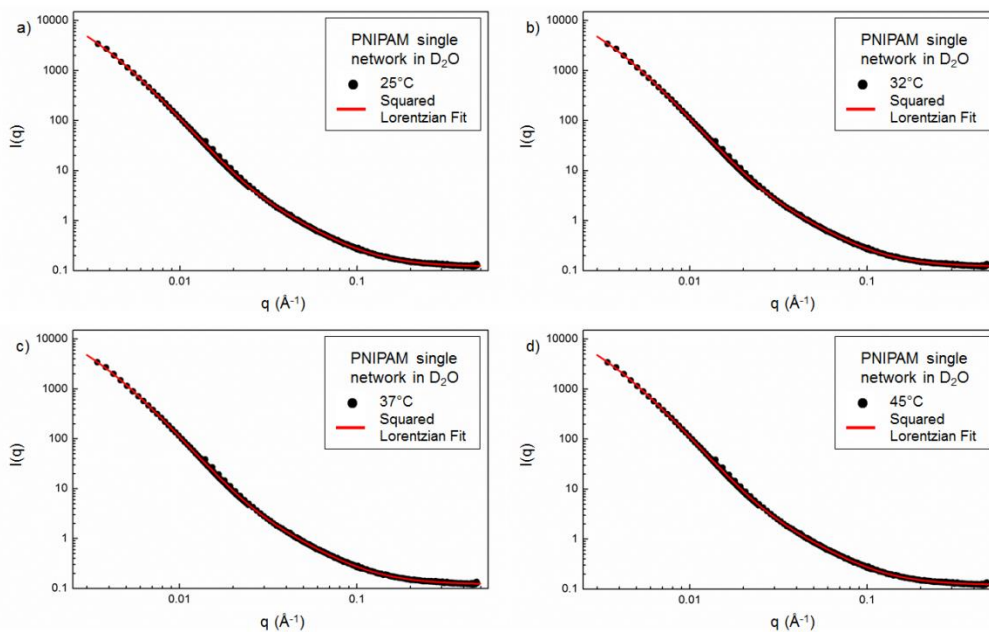 a)
PNIPAM single
network in D₂O
25°C
Squared
Lorentzian Fit
10000
1000
100
10
1
0.1
I(q)
0.01
0.1
q (Å⁻¹)
b)
PNIPAM single
network in D₂O
32°C
Squared
Lorentzian Fit
10000
1000
100
10
1
0.1
I(q)
0.01
0.1
q (Å⁻¹)
c)
PNIPAM single
network in D₂O
37°C
Squared
Lorentzian Fit
10000
1000
100
10
1
0.1
I(q)
0.01
0.1
q (Å⁻¹)
d)
PNIPAM single
network in D₂O
45°C
Squared
Lorentzian Fit
10000
1000
100
10
1
0.1
I(q)
0.01
0.1
q (Å⁻¹)